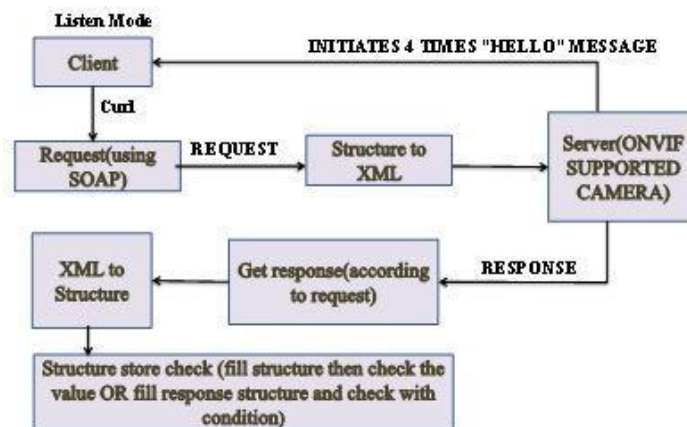 Listen Mode
INITIATES 4 TIMES "HELLO" MESSAGE
Client
Curl
Request(using
SOAP)
REQUEST
Structure to
XML
Server(ONVIF
SUPPORTED
CAMERA)
RESPONSE
Get response(according
to request)
XML to
Structure
Structure store check (fill structure then check the
value OR fill response structure and check with
condition)